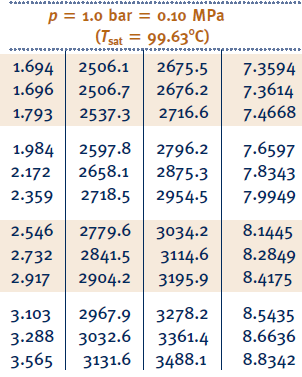 p = 1.0 bar = 0.10 MPa
(Tsat = 99.63°C)
1.694 2506.1 2675.5 7.3594
1.696 2506.7 2676.2 7.3614
1.793 2537.3 2716.6 7.4668
1.984 2597.8 2796.2 7.6597
2.172 2658.1 2875.3 7.8343
2.359 2718.5 2954.5 7.9949
2.546 2779.6 3034.2 8.1445
2.732 2841.5 3114.6 8.2849
2.917 2904.2 3195.9 8.4175
3.103 2967.9 3278.2 8.5435
3.288 3032.6 3361.4 8.6636
3.565 3131.6 3488.1 8.8342